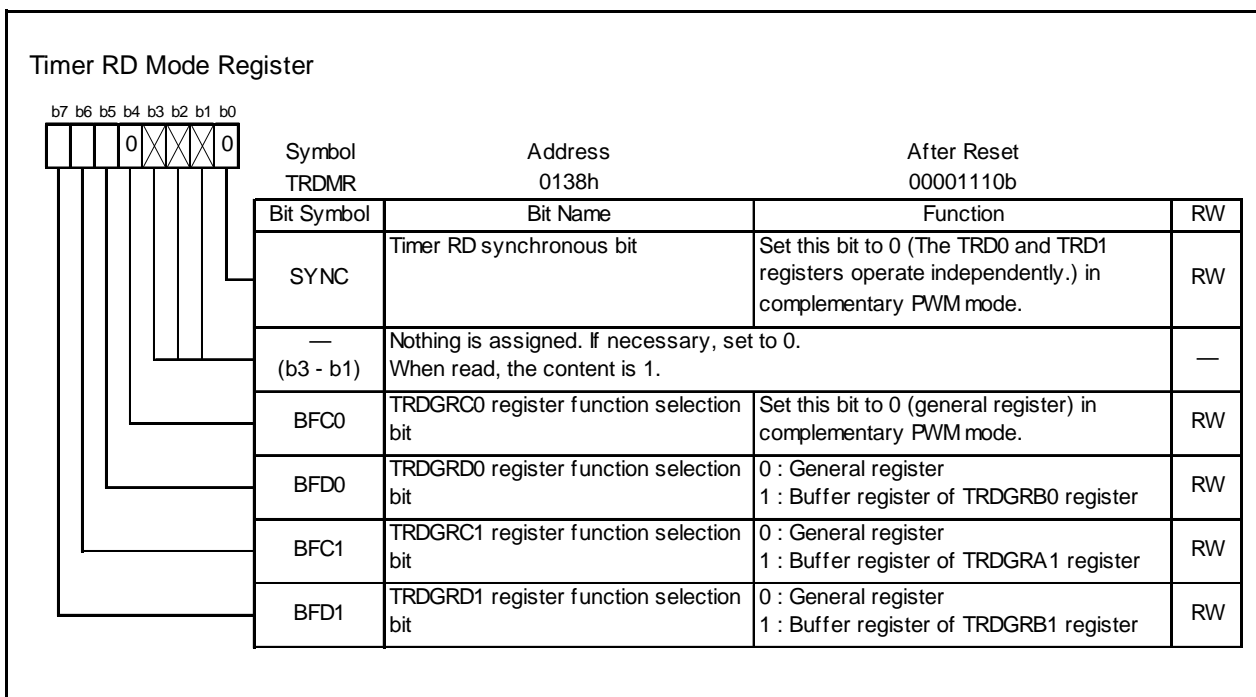 Timer RD Mode Register
b7 b6 b5 b4 b3 b2 b1 b0
0 0
Symbol Address After Reset
TRDMR 0138h 00001110b
Bit Symbol Bit Name Function RW
SYNC Timer RD synchronous bit Set this bit to 0 (The TRD0 and TRD1
registers operate independently.) in
complementary PWM mode. RW
—
(b3 - b1) Nothing is assigned. If necessary, set to 0.
When read, the content is 1. —
BFC0 TRDGRC0 register function selection
bit Set this bit to 0 (general register) in
complementary PWM mode. RW
BFD0 TRDGRD0 register function selection
bit 0 : General register
1 : Buffer register of TRDGRB0 register RW
BFC1 TRDGRC1 register function selection
bit 0 : General register
1 : Buffer register of TRDGRA1 register RW
BFD1 TRDGRD1 register function selection
bit 0 : General register
1 : Buffer register of TRDGRB1 register RW